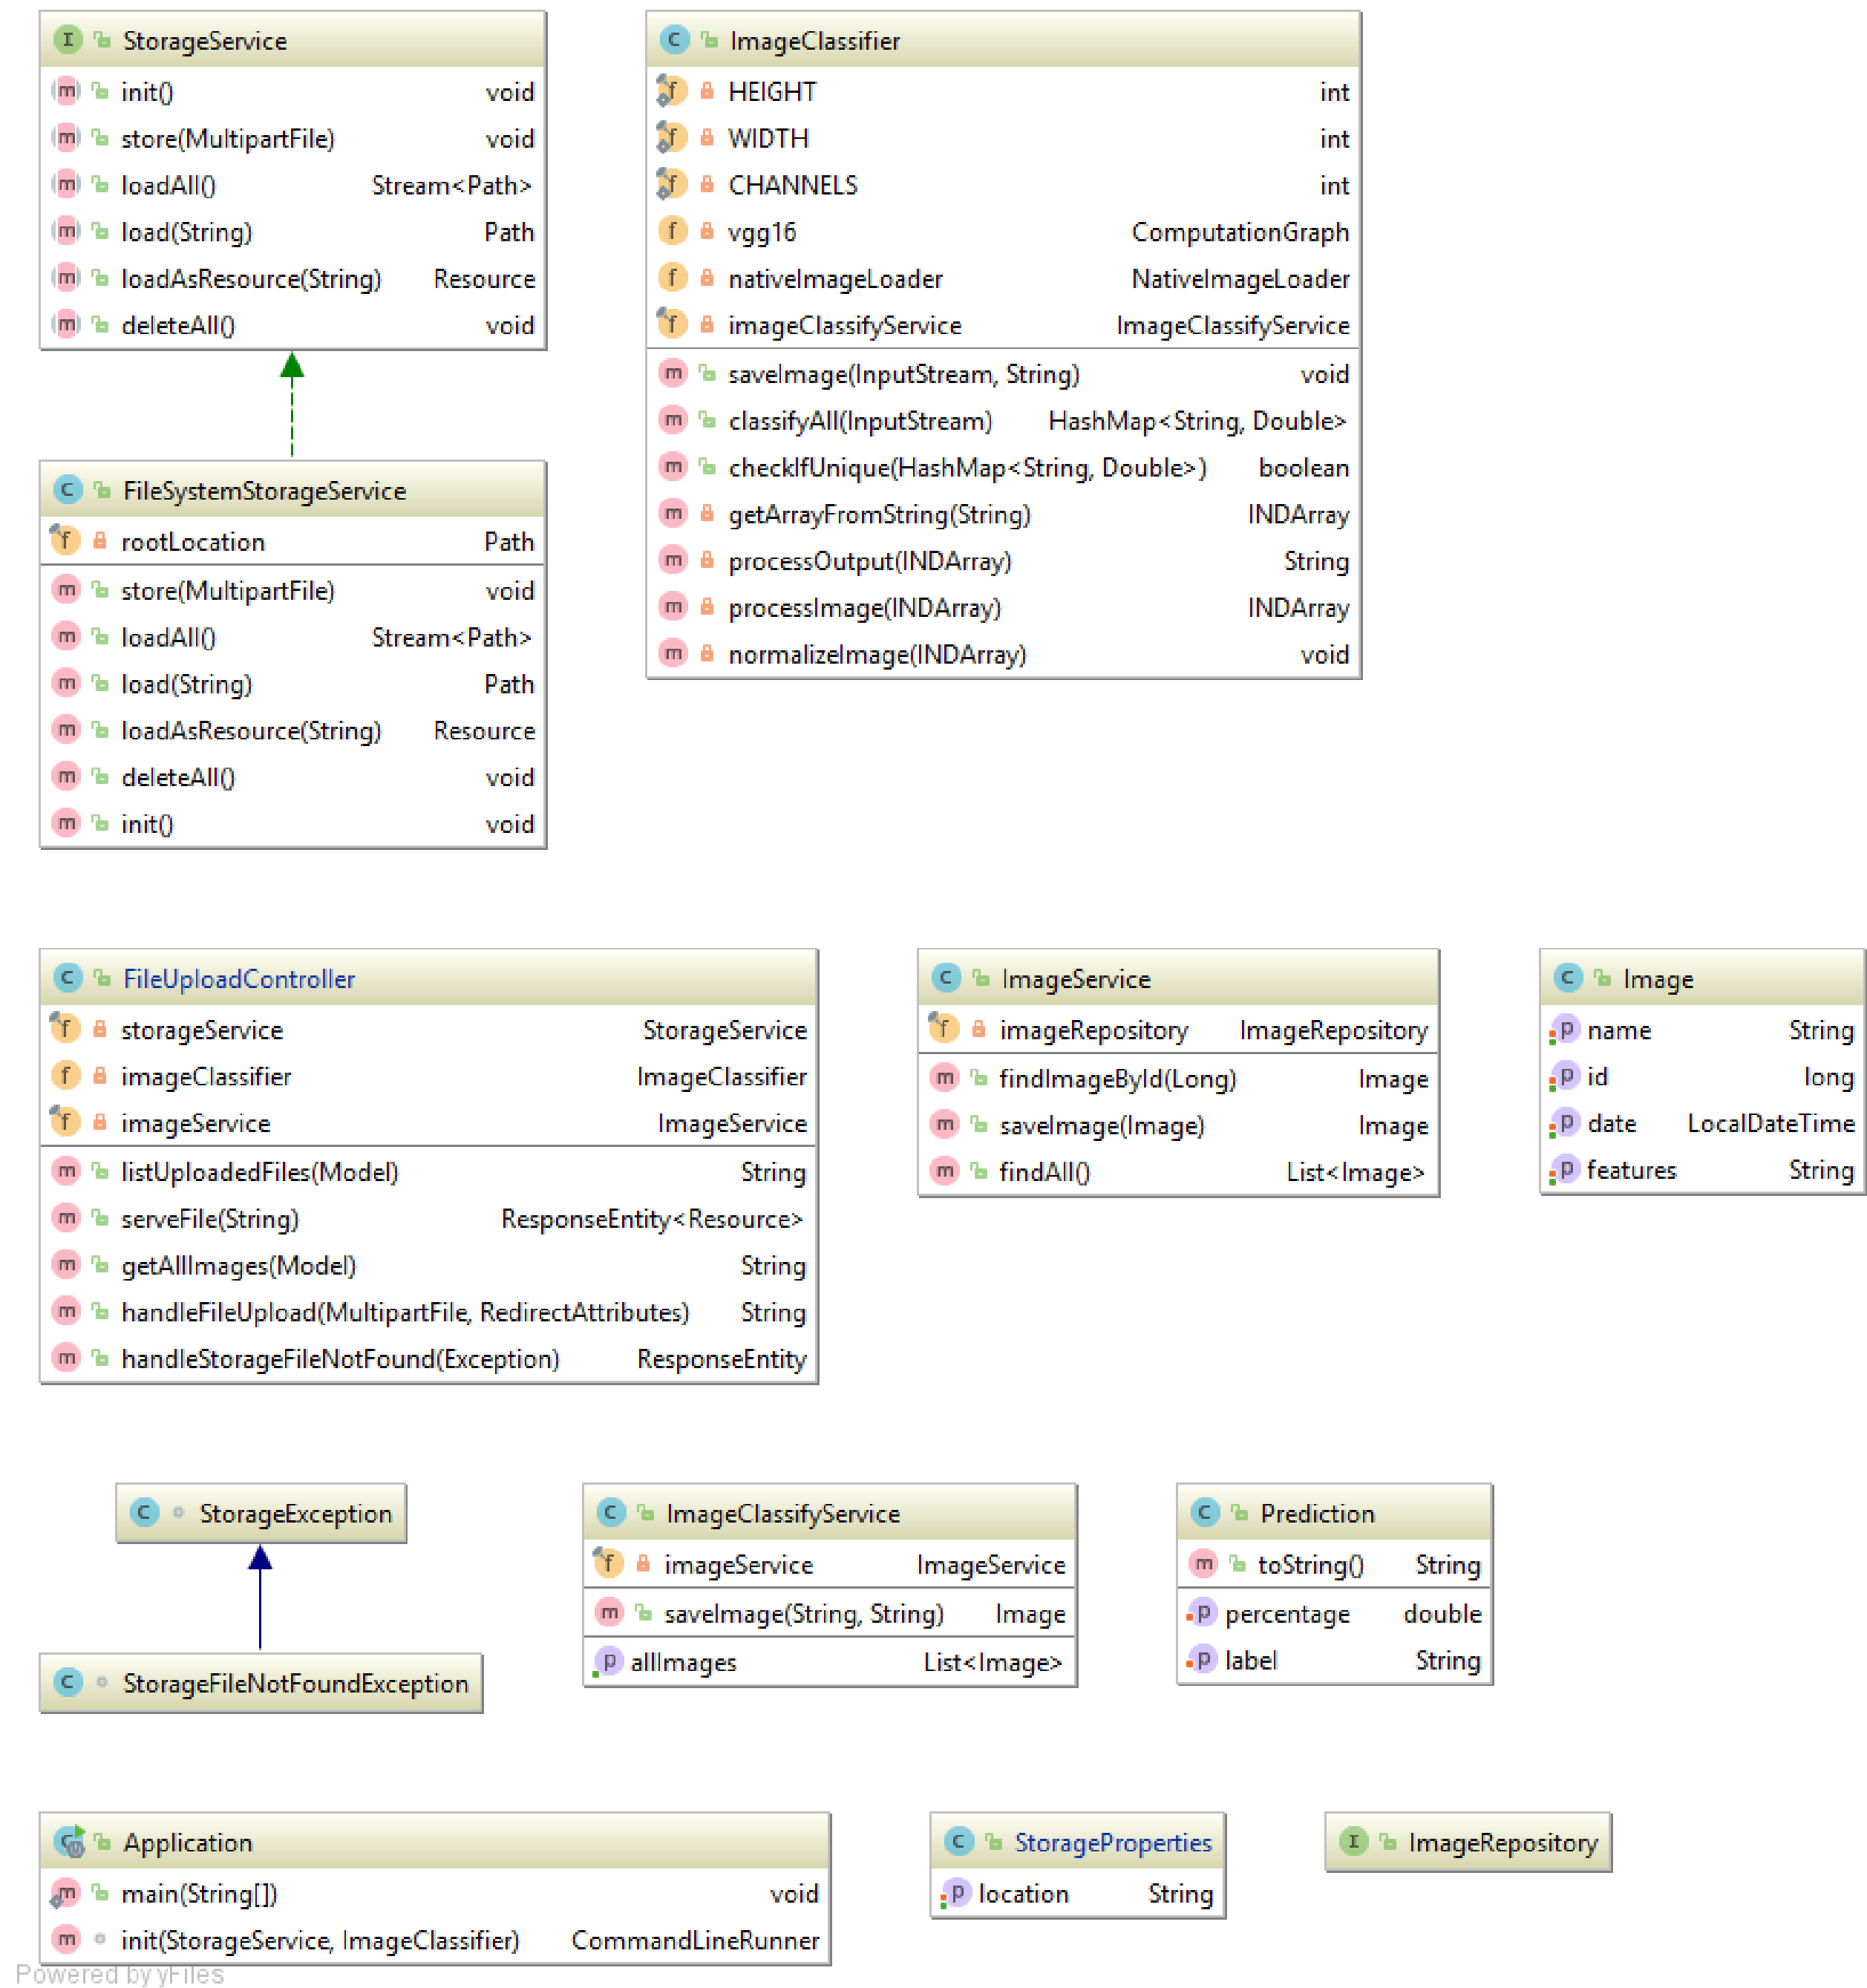 StorageService
init() void
store(MultipartFile) void
loadAll() Stream<Path>
load(String) Path
loadAsResource(String) Resource
deleteAll() void
ImageClassifier
HEIGHT int
WIDTH int
CHANNELS int
vgg16 ComputationGraph
nativeImageLoader NativeImageLoader
imageClassifyService ImageClassifyService
saveImage(InputStream, String) void
classifyAll(InputStream) HashMap<String, Double>
checkIfUnique(HashMap<String, Double>) boolean
getArrayFromString(String) INDArray
processOutput(INDArray) String
processImage(INDArray) INDArray
normalizeImage(INDArray) void
FileSystemStorageService
rootLocation Path
store(MultipartFile) void
loadAll() Stream<Path>
load(String) Path
loadAsResource(String) Resource
deleteAll() void
init() void
FileUploadController
storageService StorageService
imageClassifier ImageClassifier
imageService ImageService
listUploadedFiles(Model) String
serveFile(String) ResponseEntity<Resource>
getAllImages(Model) String
handleFileUpload(MultipartFile, RedirectAttributes) String
handleStorageFileNotFound(Exception) ResponseEntity
ImageService
imageRepository ImageRepository
findImageById(Long) Image
saveImage(Image) Image
findAll() List<Image>
Image
name String
id long
date LocalDateTime
features String
StorageException
StorageFileNotFoundException
ImageClassifyService
imageService ImageService
saveImage(String, String) Image
allImages List<Image>
Prediction
toString() String
percentage double
label String
Application
main(String[]) void
init(StorageService, ImageClassifier) CommandLineRunner
StorageProperties
location String
ImageRepository
Powered by yFiles